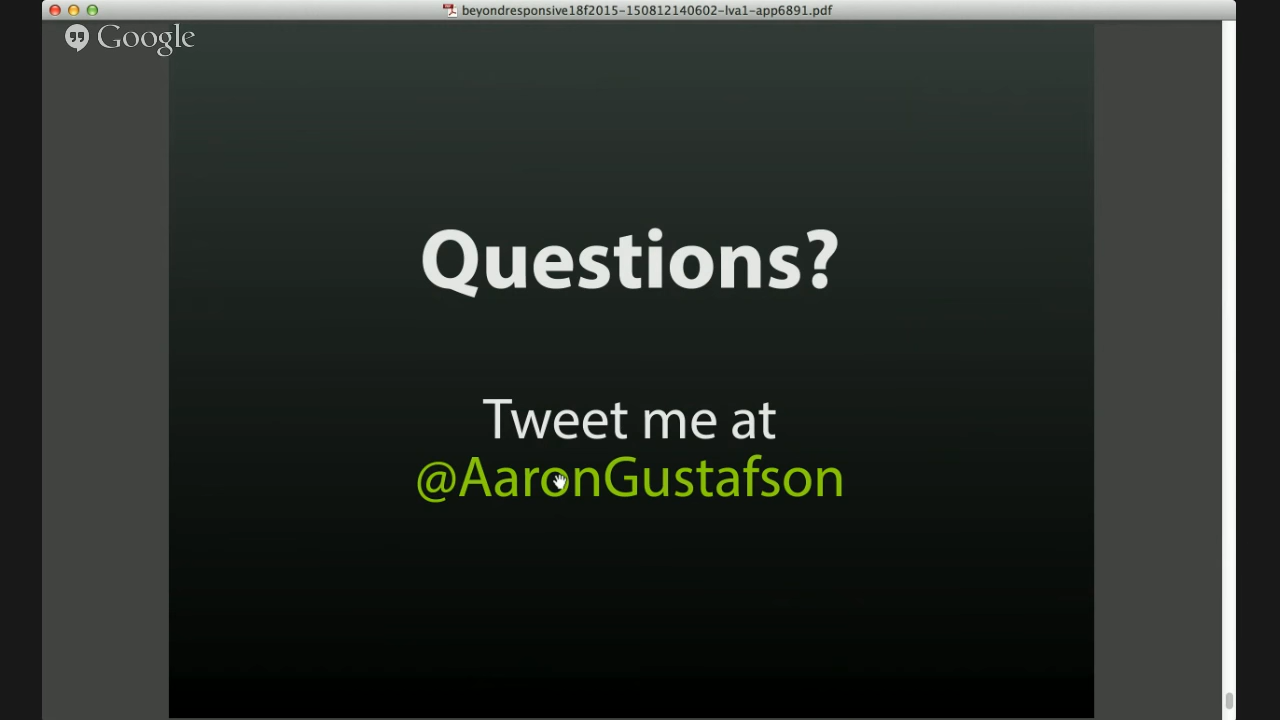 beyondresponsive18f2015-150812140602-lva1-app6891.pdf
Google
Questions?
Tweet me at
@AaronGustafson